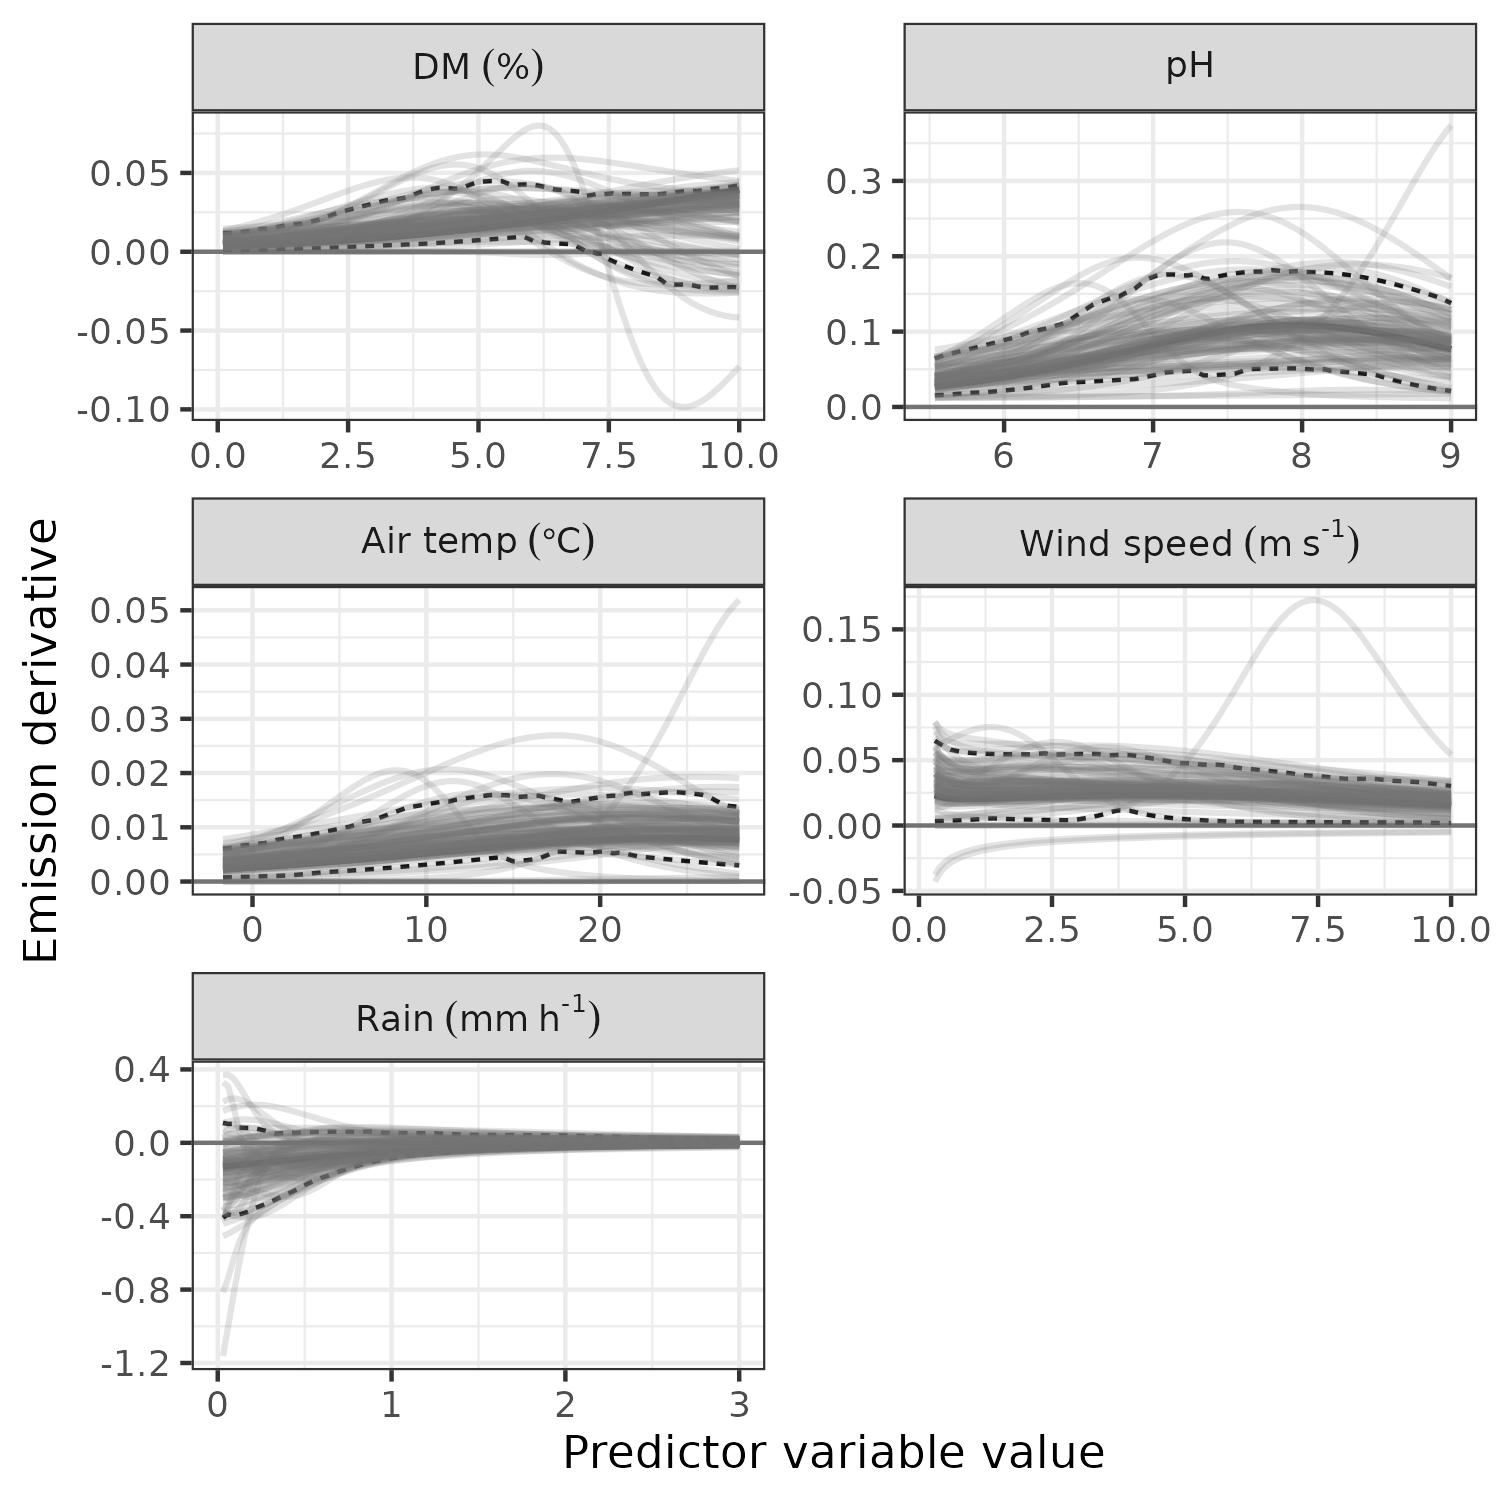 DM (%)
0.05
0.00
-0.05
-0.10
0.0 2.5 5.0 7.5 10.0
pH
0.3
0.2
0.1
0.0
6 7 8 9
Emission derivative
Air temp (°C)
0.05
0.04
0.03
0.02
0.01
0.00
0 10 20
Wind speed (m s⁻¹)
0.15
0.10
0.05
0.00
-0.05
0.0 2.5 5.0 7.5 10.0
Rain (mm h⁻¹)
0.4
0.0
-0.4
-0.8
-1.2
0 1 2 3
Predictor variable value